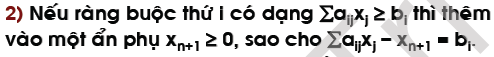 2) Nếu ràng buộc thứ i có dạng ∑aᵢⱼxⱼ ≥ bᵢ thì thêm
vào một ẩn phụ xₙ₊₁ ≥ 0, sao cho ∑aᵢⱼxⱼ – xₙ₊₁ = bᵢ.